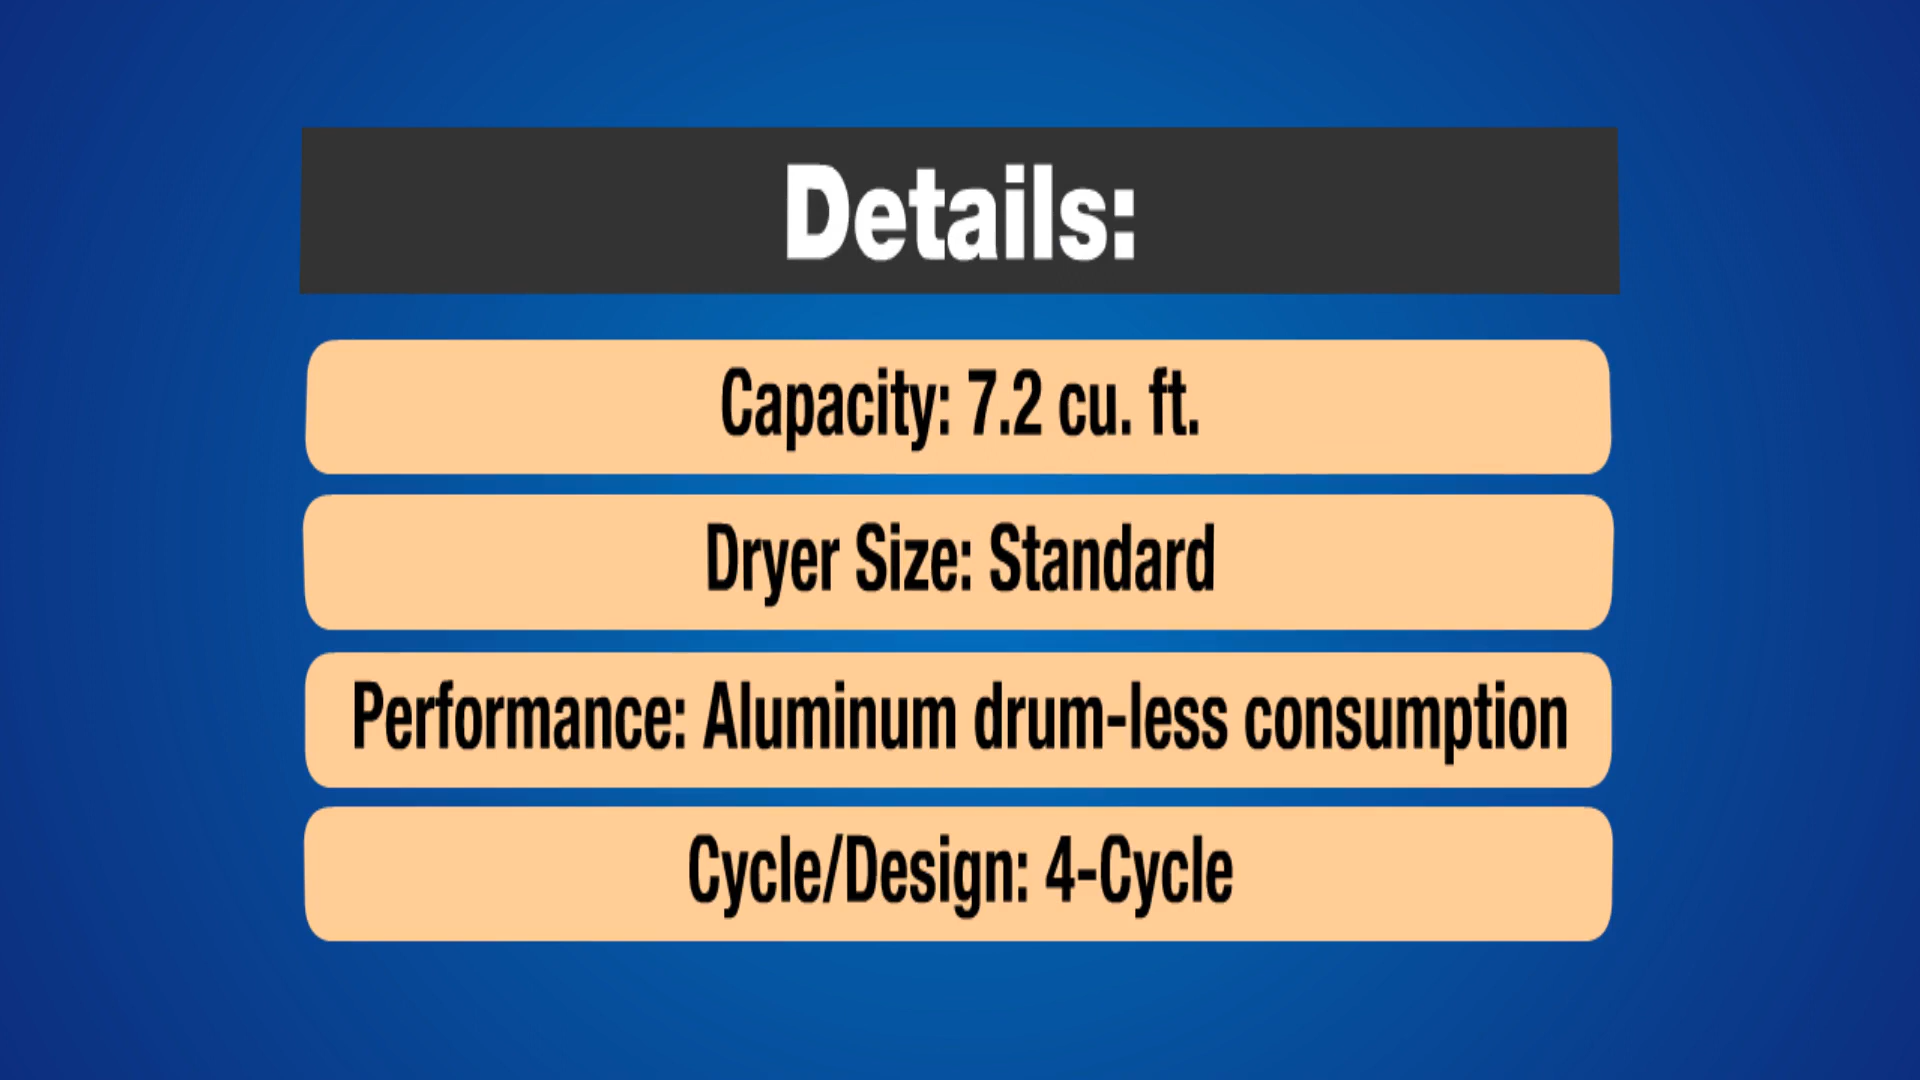 Details:
Capacity: 7.2 cu. ft.
Dryer Size: Standard
Performance: Aluminum drum-less consumption
Cycle/Design: 4-Cycle